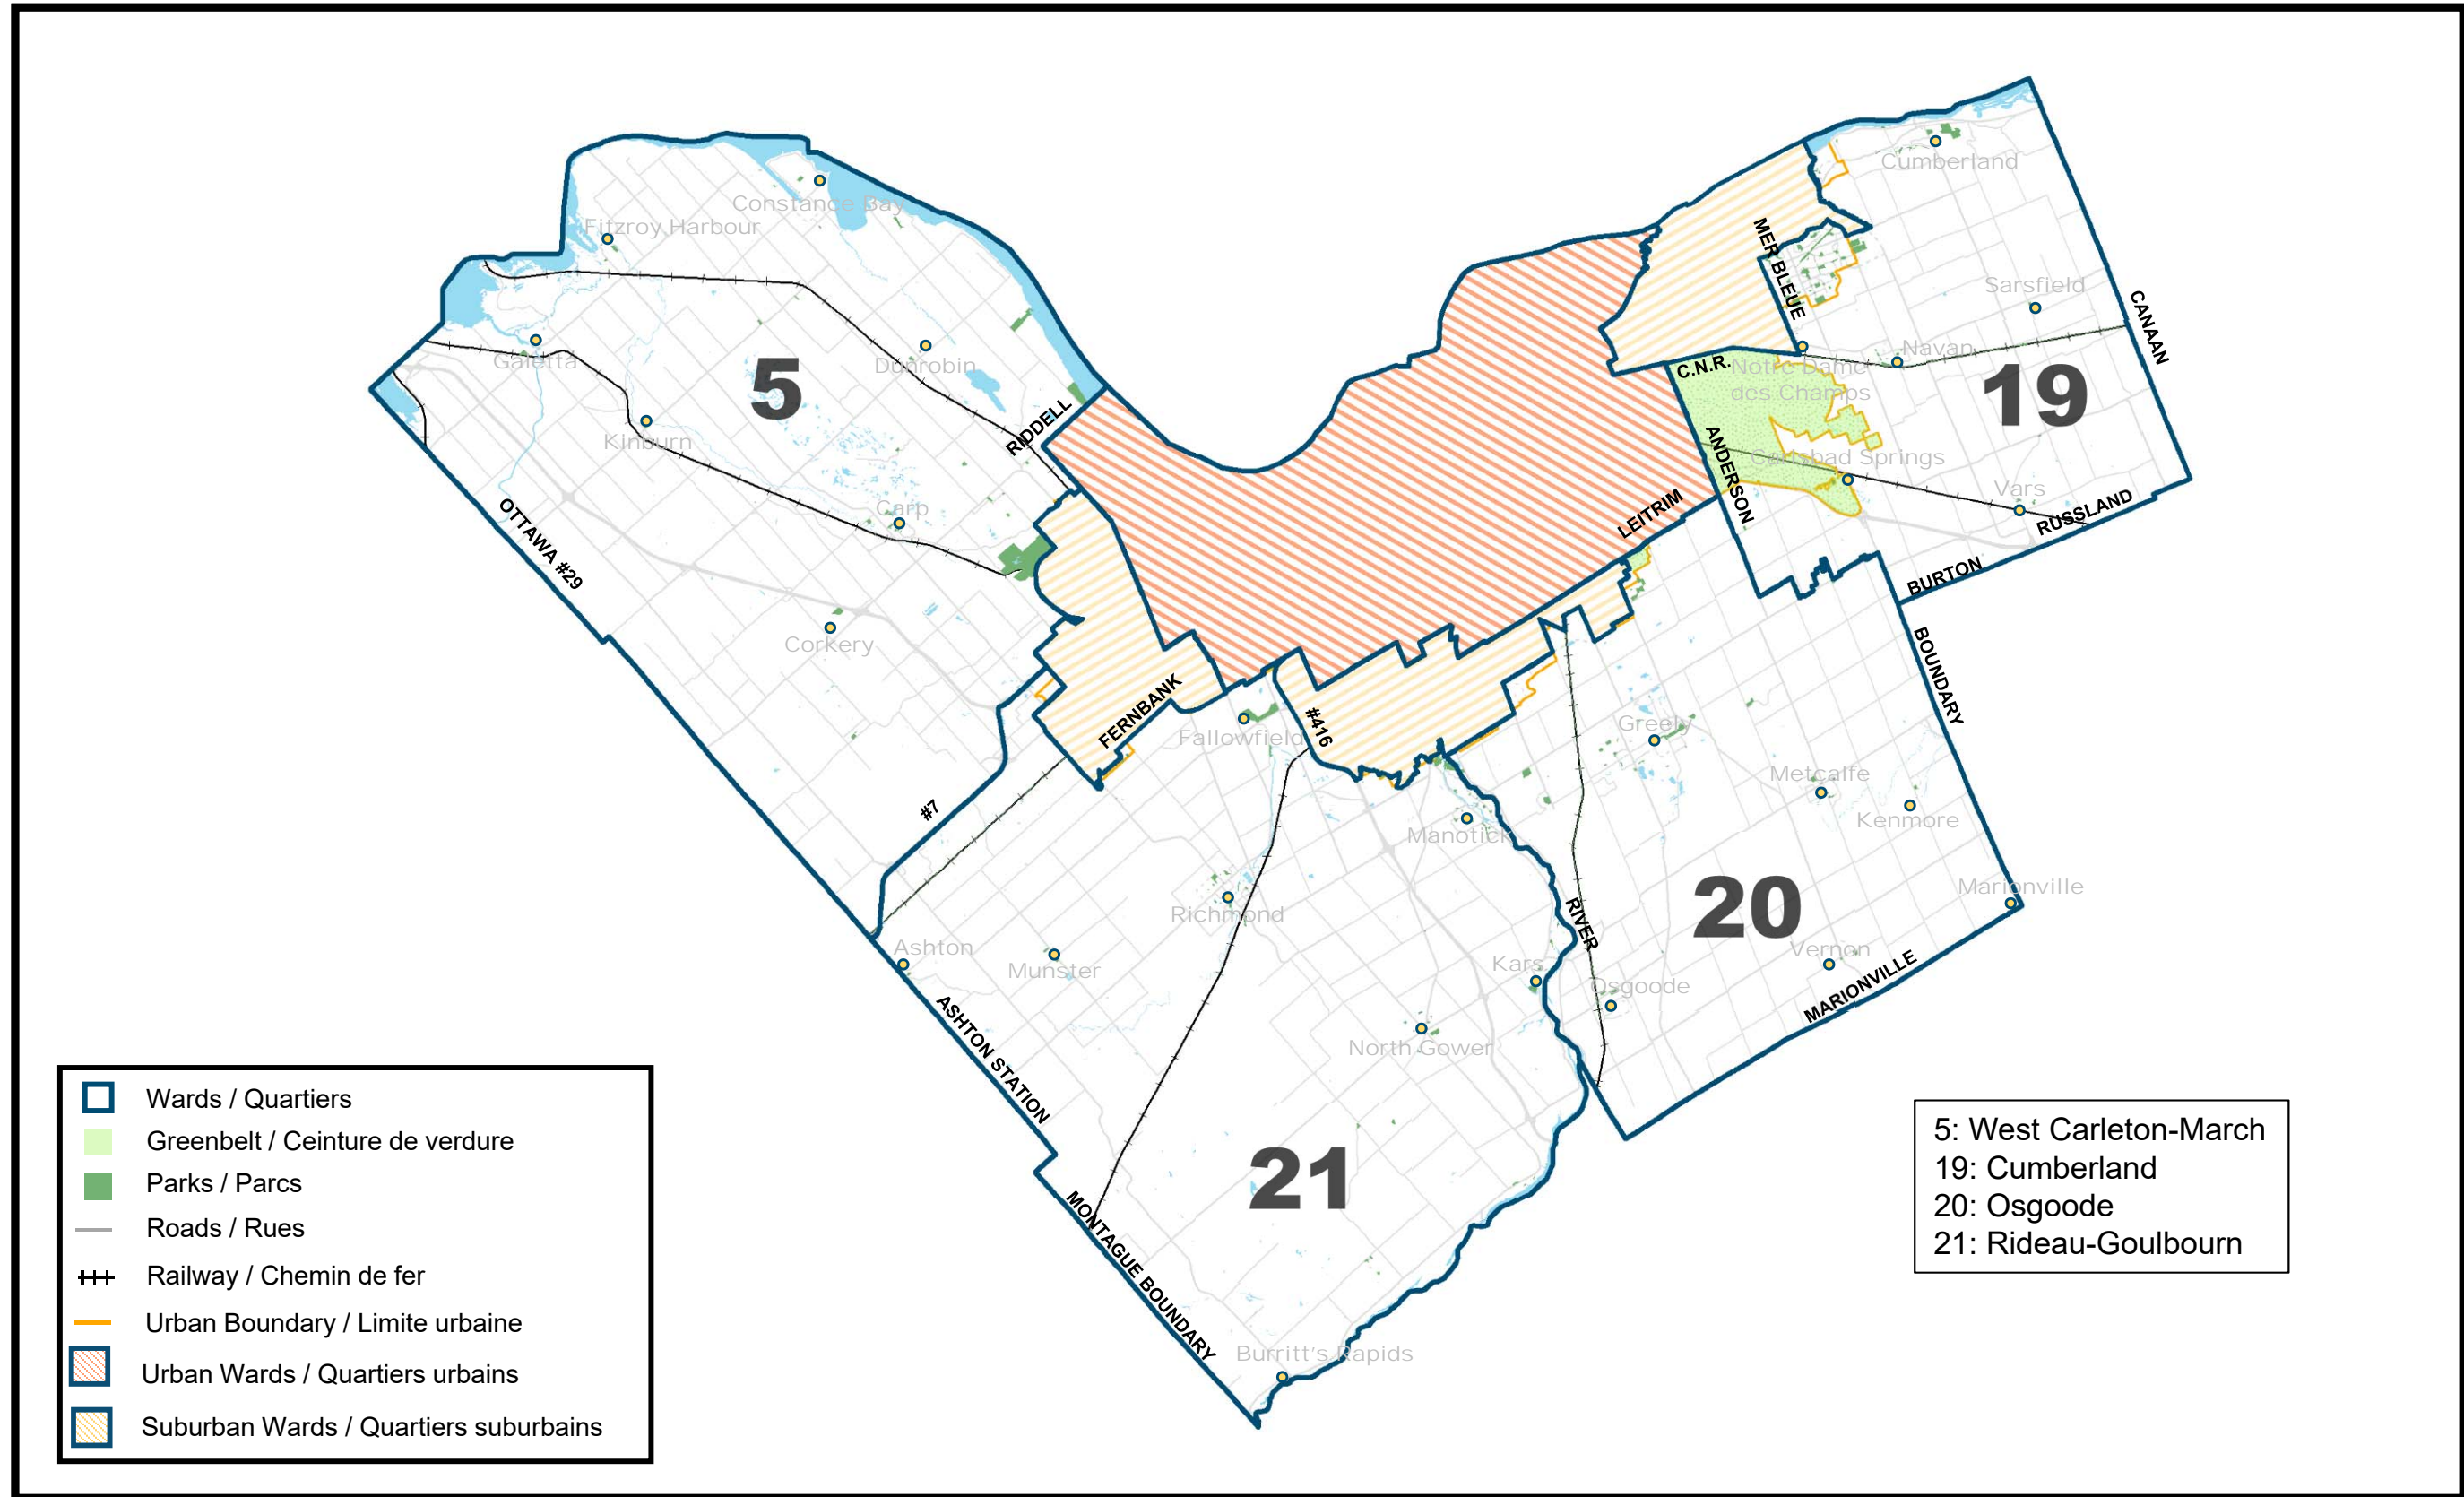 Cumberland
Constance Bay
Fitzroy Harbour
MER BLEUE
Sarsfield
CANAAN
Galetta
Dunrobin
5
C.N.R.
Navan
Notre Dame
des Champs
19
RIDDELL
Kinburn
ANDERSON
Carlsbad Springs
Carp
Vars
OTTAWA #29
LEITRIM
RUSSLAND
BURTON
Corkery
BOUNDARY
FERNBANK
#416
Fallowfield
Greely
Metcalfe
#7
Kenmore
Manotick
20
Marionville
Richmond
RIVER
Ashton
Munster
Kars
Vernon
Osgoode
MARIONVILLE
ASHTON STATION
North Gower
21
MONTAGUE BOUNDARY
Burritt's Rapids
Wards / Quartiers
Greenbelt / Ceinture de verdure
Parks / Parcs
Roads / Rues
Railway / Chemin de fer
Urban Boundary / Limite urbaine
Urban Wards / Quartiers urbains
Suburban Wards / Quartiers suburbains
5: West Carleton-March
19: Cumberland
20: Osgoode
21: Rideau-Goulbourn